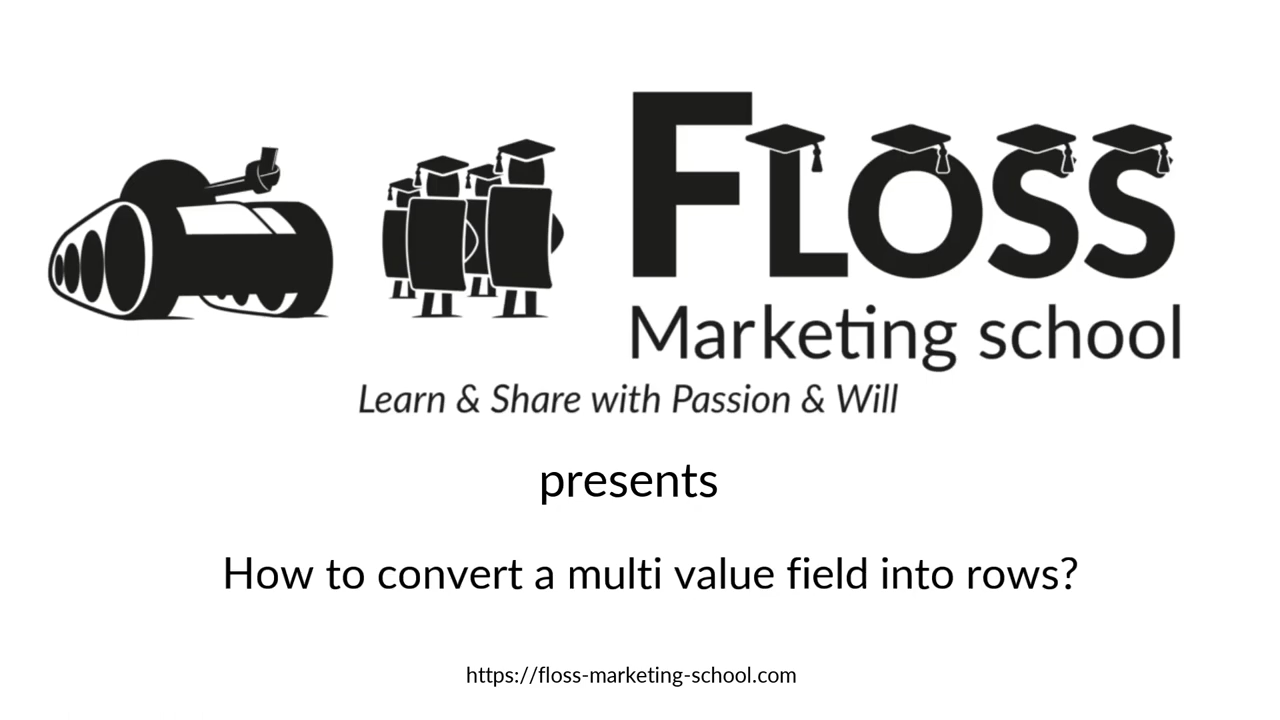 FLOSS
Marketing school
Learn & Share with Passion & Will
presents
How to convert a multi value field into rows?
https://floss-marketing-school.com